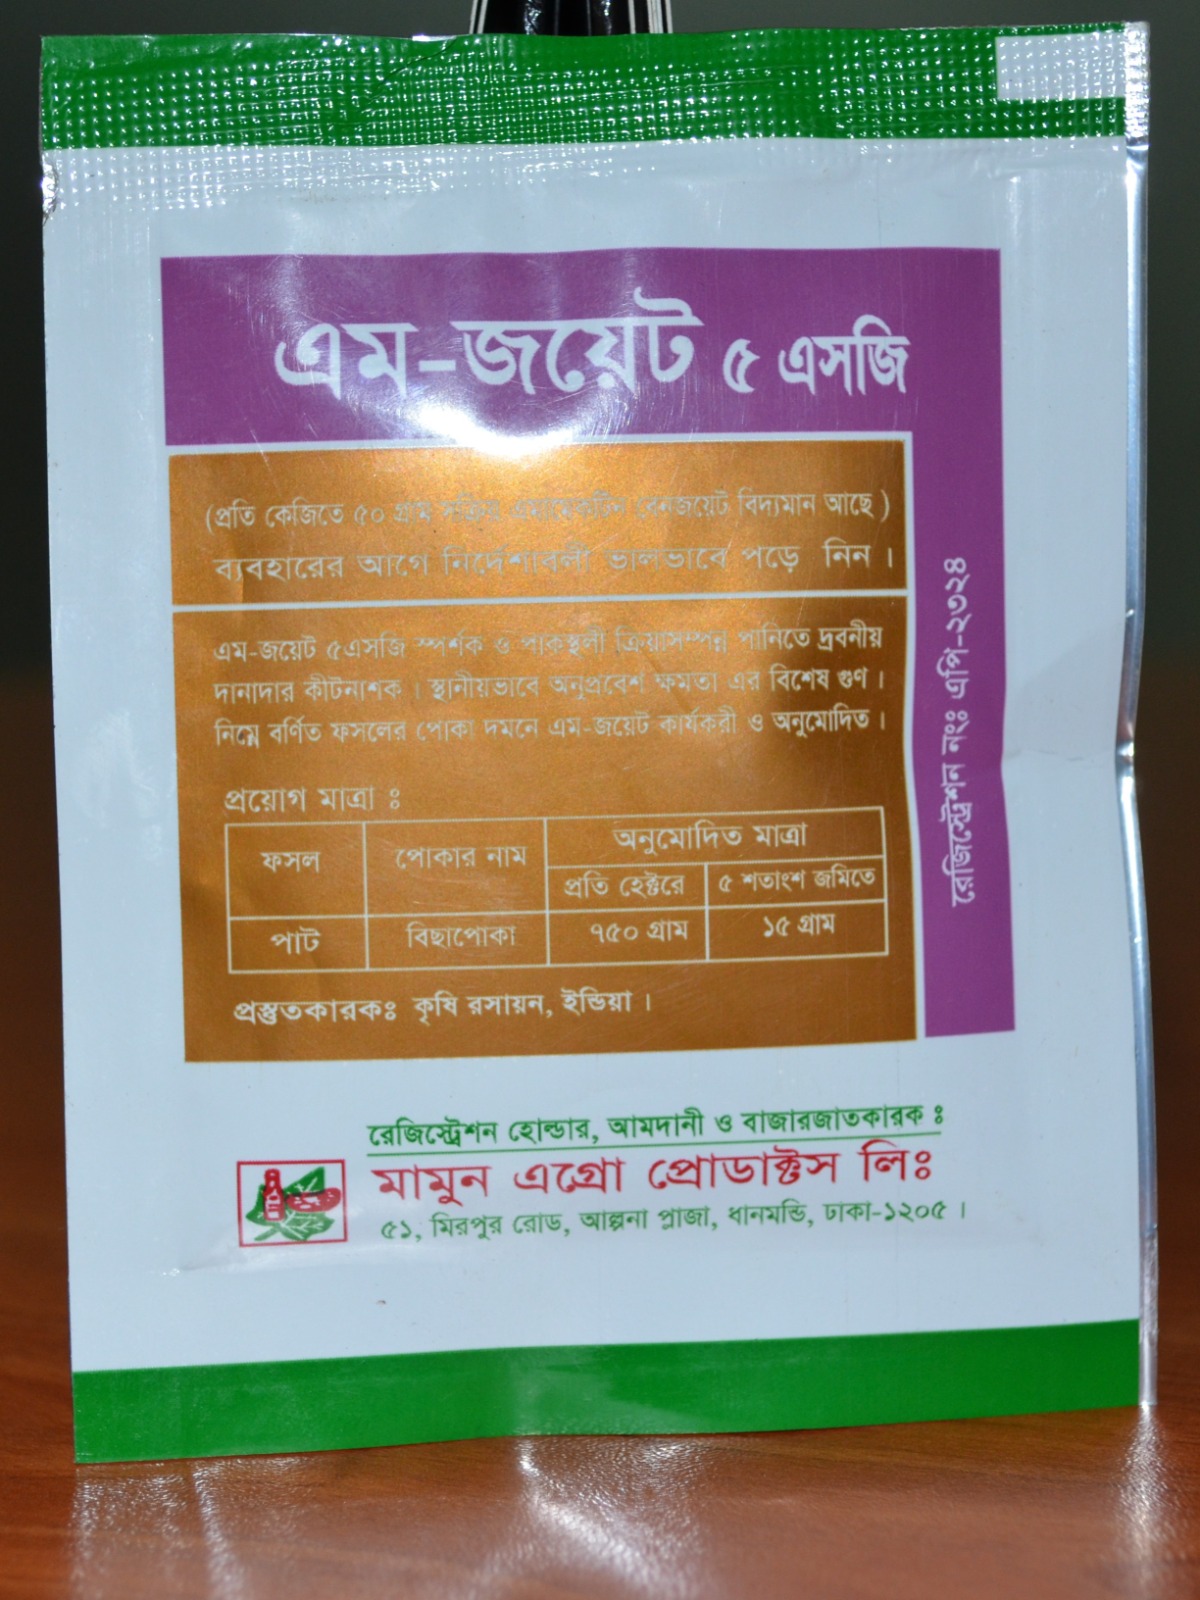 এম-জয়েট ৫ এসজি
(প্রতি কেজিতে ৫০ গ্রাম সক্রিয় এমামেকটিন বেনজয়েট বিদ্যমান আছে)
ব্যবহারের আগে নির্দেশাবলী ভালভাবে পড়ে নিন।
এম-জয়েট ৫এসজি স্পর্শক ও পাকস্থলী ক্রিয়াসম্পন্ন পানিতে দ্রবনীয়
দানাদার কীটনাশক। স্থানীয়ভাবে অনুপ্রবেশ ক্ষমতা এর বিশেষ গুণ।
নিম্নে বর্ণিত ফসলের পোকা দমনে এম-জয়েট কার্যকরী ও অনুমোদিত।
প্রয়োগ মাত্রা ঃ
ফসল পোকার নাম অনুমোদিত মাত্রা
প্রতি হেক্টরে ৫ শতাংশ জমিতে
পাট বিছাপোকা ৭৫০ গ্রাম ১৫ গ্রাম
প্রস্তুতকারকঃ কৃষি রসায়ন, ইন্ডিয়া।
রেজিস্ট্রেশন নংঃ এপি-২৩২৪
রেজিস্ট্রেশন হোল্ডার, আমদানী ও বাজারজাতকারক ঃ
মামুন এগ্রো প্রোডাক্টস লিঃ
৫১, মিরপুর রোড, আল্পনা প্লাজা, ধানমন্ডি, ঢাকা-১২০৫।